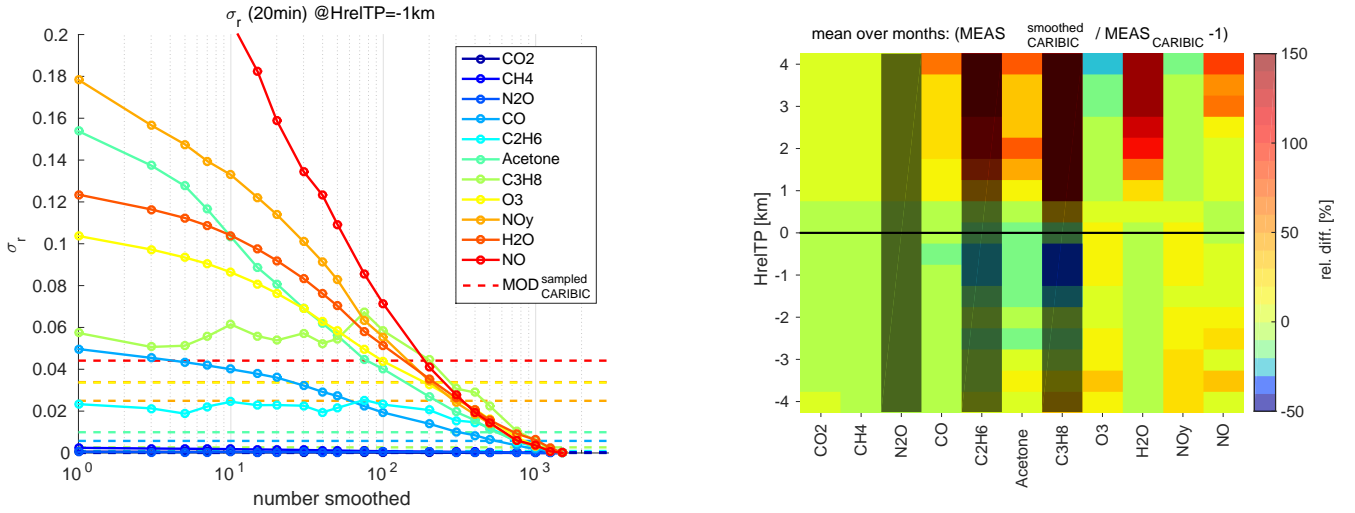 σr (20min) @HrelTP=-1km
0.2
0.18
0.16
0.14
0.12
0.1
0.08
0.06
0.04
0.02
0
σr
10^0
10^1
10^2
10^3
number smoothed
CO2
CH4
N2O
CO
C2H6
Acetone
C3H8
O3
NOy
H2O
NO
MOD sampled CARIBIC
mean over months: (MEAS smoothed CARIBIC / MEAS CARIBIC -1)
4
3
2
1
0
-1
-2
-3
-4
HrelTP [km]
CO2
CH4
N2O
CO
C2H6
Acetone
C3H8
O3
H2O
NOy
NO
150
100
50
0
-50
rel. diff. [%]